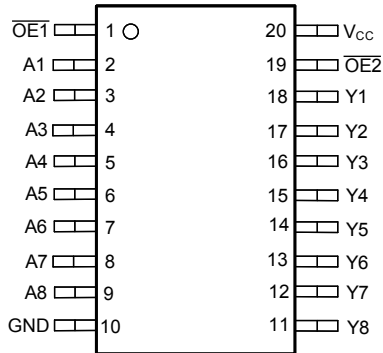 O̅E̅1̅ 1 20 VCC
A1 2 19 O̅E̅2̅
A2 3 18 Y1
A3 4 17 Y2
A4 5 16 Y3
A5 6 15 Y4
A6 7 14 Y5
A7 8 13 Y6
A8 9 12 Y7
GND 10 11 Y8